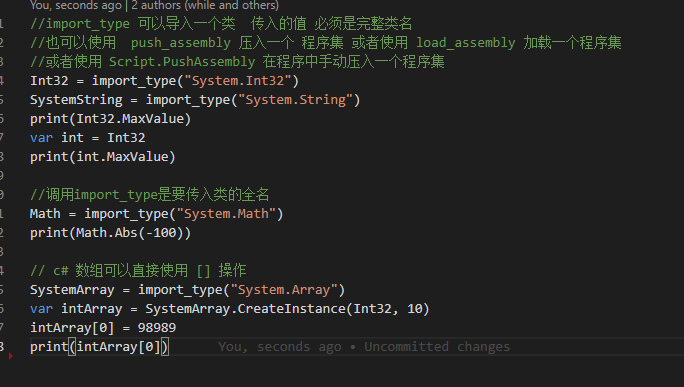 You, seconds ago | 2 authors (while and others)
//import_type 可以导入一个类  传入的值 必须是完整类名
//也可以使用  push_assembly 压入一个 程序集 或者使用 load_assembly 加载一个程序集
//或者使用 Script.PushAssembly 在程序中手动压入一个程序集
Int32 = import_type("System.Int32")
SystemString = import_type("System.String")
print(Int32.MaxValue)
var int = Int32
print(int.MaxValue)
//调用import_type是要传入类的全名
Math = import_type("System.Math")
print(Math.Abs(-100))
// c# 数组可以直接使用 [] 操作
SystemArray = import_type("System.Array")
var intArray = SystemArray.CreateInstance(Int32, 10)
intArray[0] = 98989
print(intArray[0]) You, seconds ago • Uncommitted changes